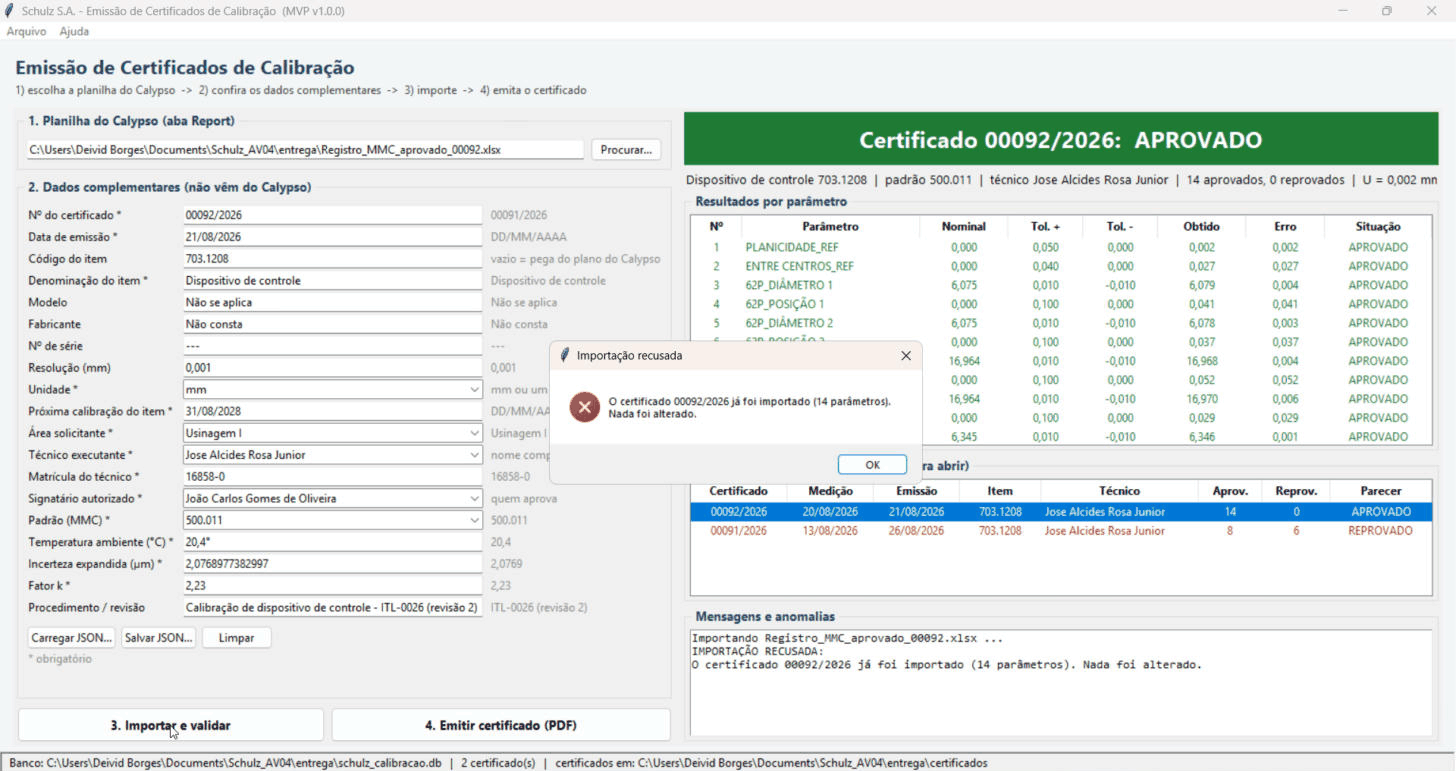 Schulz S.A. - Emissão de Certificados de Calibração (MVP v1.0.0)
Arquivo Ajuda
Emissão de Certificados de Calibração
1) escolha a planilha do Calypso -> 2) confira os dados complementares -> 3) importe -> 4) emita o certificado
1. Planilha do Calypso (aba Report)
C:\Users\Deivid Borges\Documents\Schulz_AV04\entrega\Registro_MMC_aprovado_00092.xlsx Procurar...
2. Dados complementares (não vêm do Calypso)
Nº do certificado * 00092/2026 00091/2026
Data de emissão * 21/08/2026 DD/MM/AAAA
Código do item 703.1208 vazio = pega do plano do Calypso
Denominação do item * Dispositivo de controle Dispositivo de controle
Modelo Não se aplica Não se aplica
Fabricante Não consta Não consta
Nº de série --- ---
Resolução (mm) 0,001 0,001
Unidade * mm mm ou um
Próxima calibração do item * 31/08/2028 DD/MM/AA
Área solicitante * Usinagem I Usinagem I
Técnico executante * Jose Alcides Rosa Junior nome comp
Matrícula do técnico * 16858-0 16858-0
Signatário autorizado * João Carlos Gomes de Oliveira quem aprova
Padrão (MMC) * 500.011 500.011
Temperatura ambiente (°C) * 20,4° 20,4
Incerteza expandida (µm) * 2,0768977382997 2,0769
Fator k * 2,23 2,23
Procedimento / revisão Calibração de dispositivo de controle - ITL-0026 (revisão 2) ITL-0026 (revisão 2)
Carregar JSON... Salvar JSON... Limpar
* obrigatório
3. Importar e validar 4. Emitir certificado (PDF)
Certificado 00092/2026: APROVADO
Dispositivo de controle 703.1208 | padrão 500.011 | técnico Jose Alcides Rosa Junior | 14 aprovados, 0 reprovados | U = 0,002 mm
Resultados por parâmetro
Nº Parâmetro Nominal Tol. + Tol. - Obtido Erro Situação
1 PLANICIDADE_REF 0,000 0,050 0,000 0,002 0,002 APROVADO
2 ENTRE CENTROS_REF 0,000 0,040 0,000 0,027 0,027 APROVADO
3 62P_DIÂMETRO 1 6,075 0,010 -0,010 6,079 0,004 APROVADO
4 62P_POSIÇÃO 1 0,000 0,100 0,000 0,041 0,041 APROVADO
5 62P_DIÂMETRO 2 6,075 0,010 -0,010 6,078 0,003 APROVADO
0,000 0,100 0,000 0,037 0,037 APROVADO
16,964 0,010 -0,010 16,968 0,004 APROVADO
0,000 0,100 0,000 0,052 0,052 APROVADO
16,964 0,010 -0,010 16,970 0,006 APROVADO
0,000 0,100 0,000 0,029 0,029 APROVADO
6,345 0,010 -0,010 6,346 0,001 APROVADO
Importação recusada
O certificado 00092/2026 já foi importado (14 parâmetros).
Nada foi alterado.
OK
ra abrir)
Certificado Medição Emissão Item Técnico Aprov. Reprov. Parecer
00092/2026 20/08/2026 21/08/2026 703.1208 Jose Alcides Rosa Junior 14 0 APROVADO
00091/2026 13/08/2026 26/08/2026 703.1208 Jose Alcides Rosa Junior 8 6 REPROVADO
Mensagens e anomalias
Importando Registro_MMC_aprovado_00092.xlsx ...
IMPORTAÇÃO RECUSADA:
O certificado 00092/2026 já foi importado (14 parâmetros). Nada foi alterado.
Banco: C:\Users\Deivid Borges\Documents\Schulz_AV04\entrega\schulz_calibracao.db | 2 certificado(s) | certificados em: C:\Users\Deivid Borges\Documents\Schulz_AV04\entrega\certificados